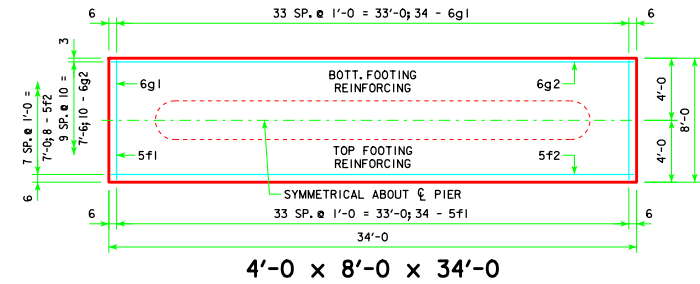 6 33 SP. @ 1'-0 = 33'-0; 34 - 6g1 6
3
9 SP. @ 10 =
7'-6; 10 - 6g2
7 SP. @ 1'-0 =
7'-0; 8 - 5f2
6
BOTT. FOOTING
REINFORCING
6g1
6g2
4'-0
8'-0
4'-0
TOP FOOTING
REINFORCING
5f1
5f2
SYMMETRICAL ABOUT ℄ PIER
6 33 SP. @ 1'-0 = 33'-0; 34 - 5f1 6
34'-0
4'-0 x 8'-0 x 34'-0